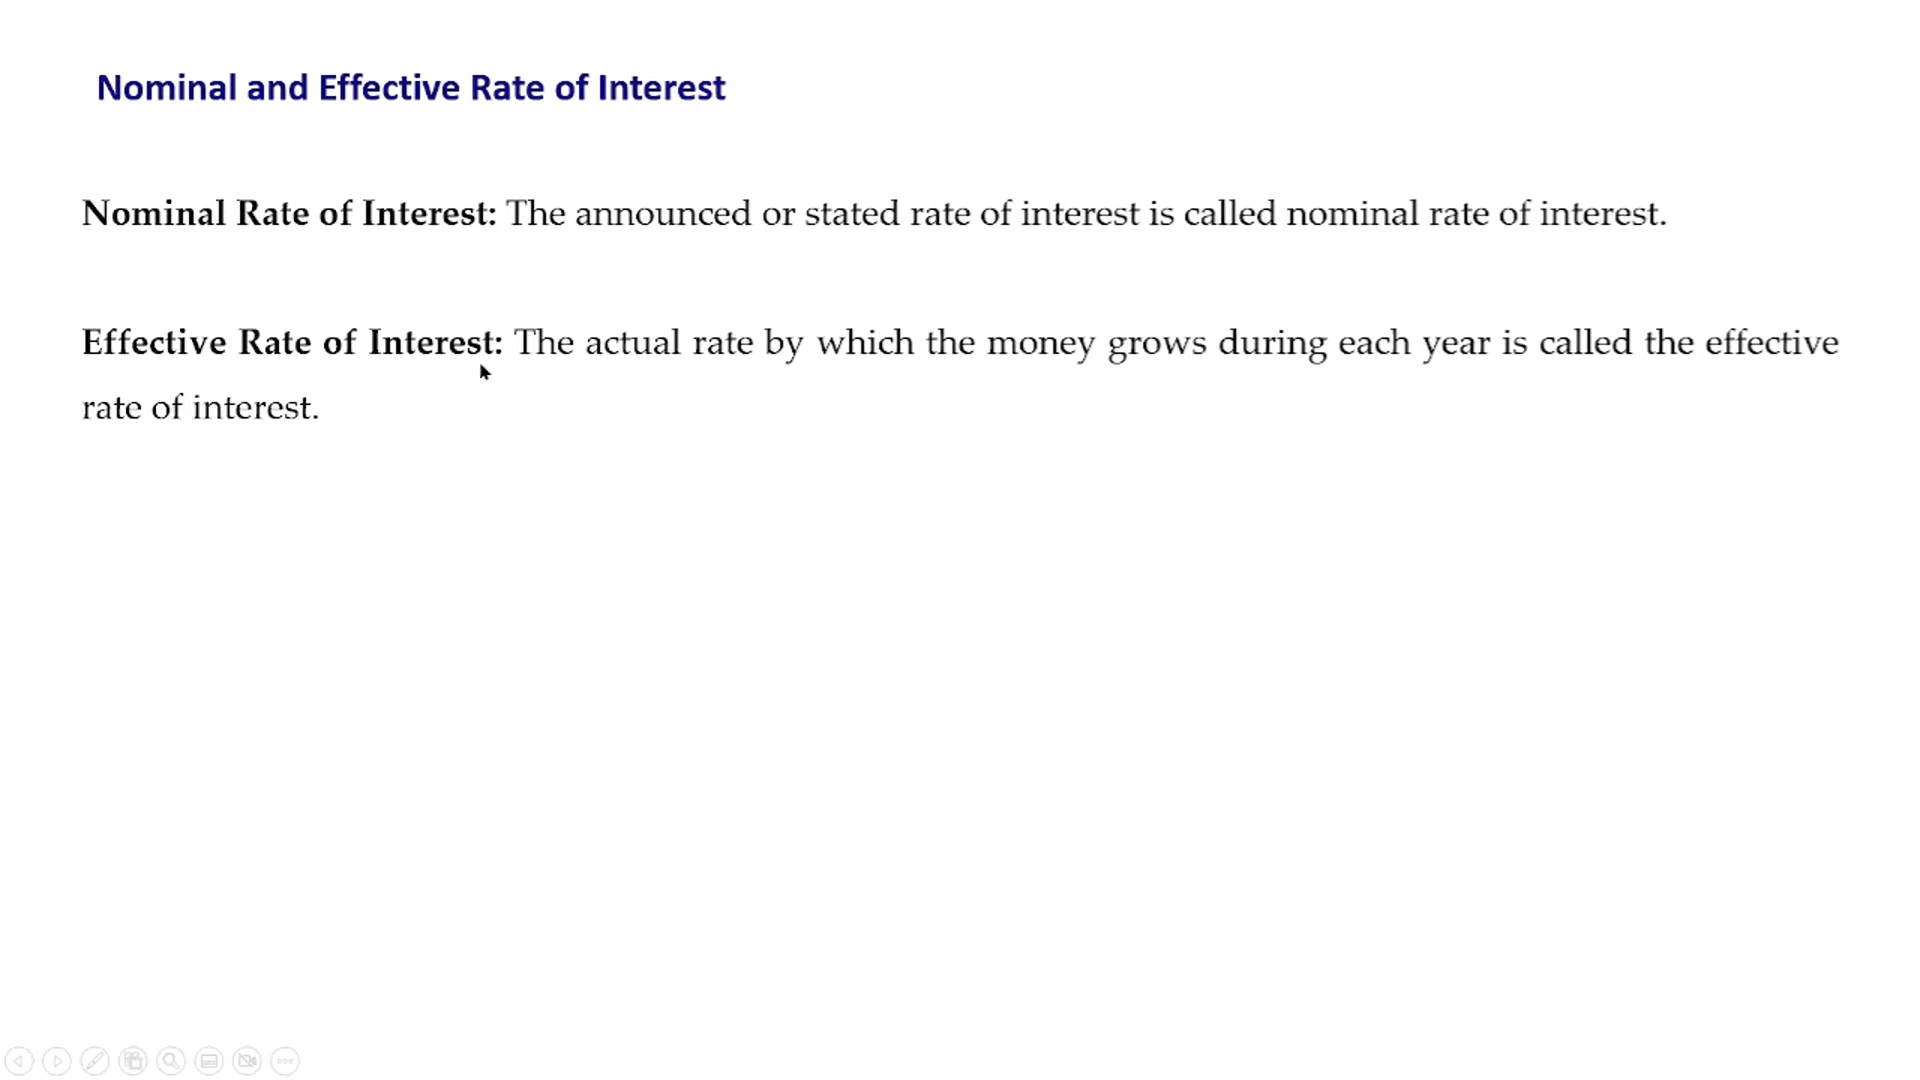 Nominal and Effective Rate of Interest
Nominal Rate of Interest: The announced or stated rate of interest is called nominal rate of interest.
Effective Rate of Interest: The actual rate by which the money grows during each year is called the effective
rate of interest.